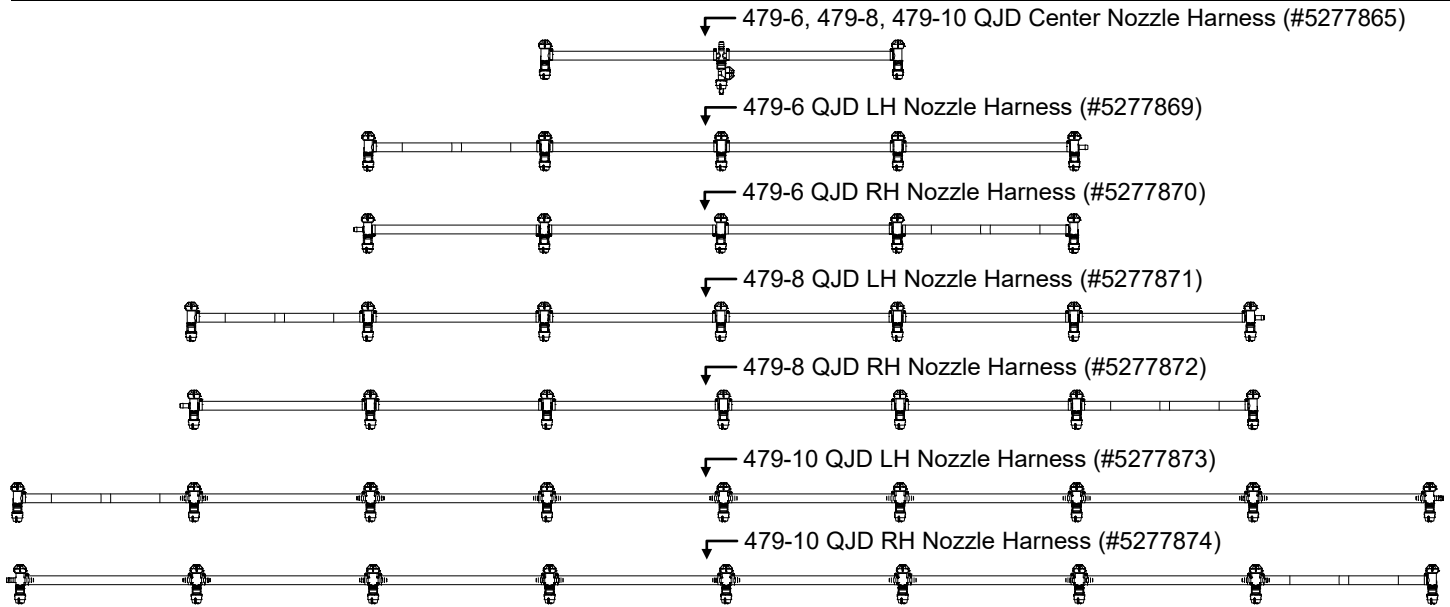 479-6, 479-8, 479-10 QJD Center Nozzle Harness (#5277865)
479-6 QJD LH Nozzle Harness (#5277869)
479-6 QJD RH Nozzle Harness (#5277870)
479-8 QJD LH Nozzle Harness (#5277871)
479-8 QJD RH Nozzle Harness (#5277872)
479-10 QJD LH Nozzle Harness (#5277873)
479-10 QJD RH Nozzle Harness (#5277874)